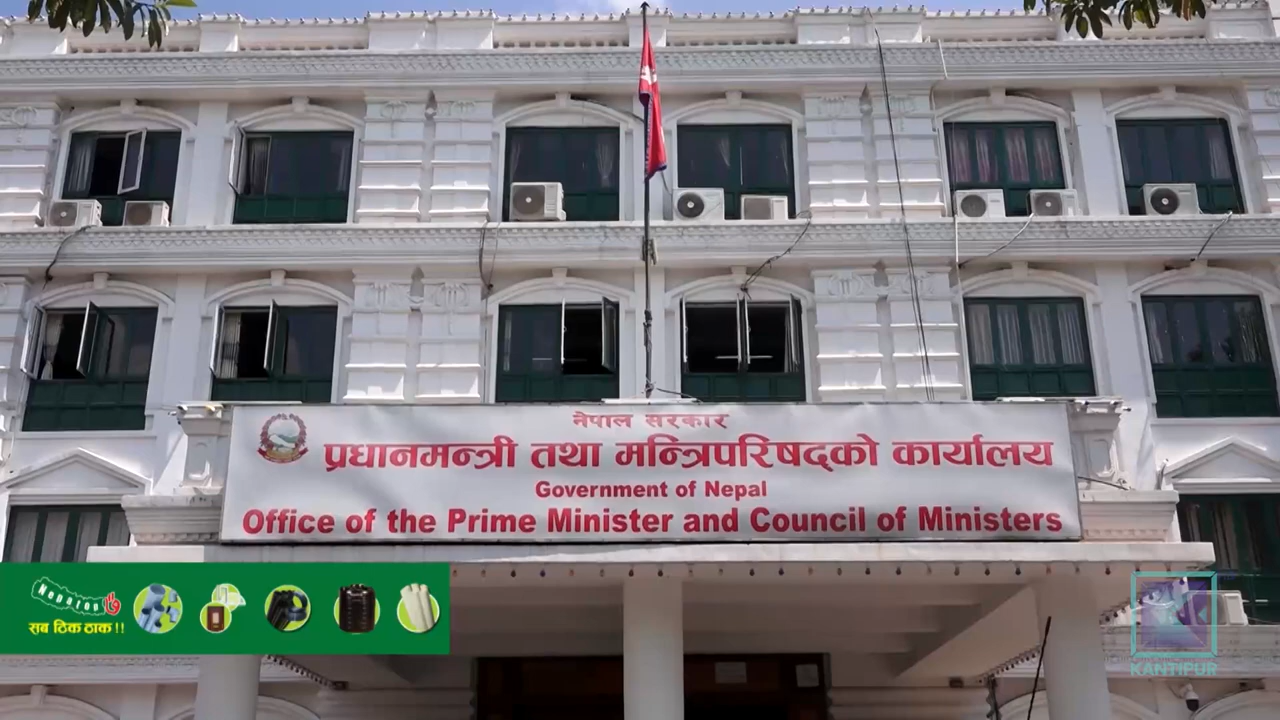 नेपाल सरकार
प्रधानमन्त्री तथा मन्त्रिपरिषद्को कार्यालय
Government of Nepal
Office of the Prime Minister and Council of Ministers
Nepatop
सब ठिक ठाक !!
KANTIPUR